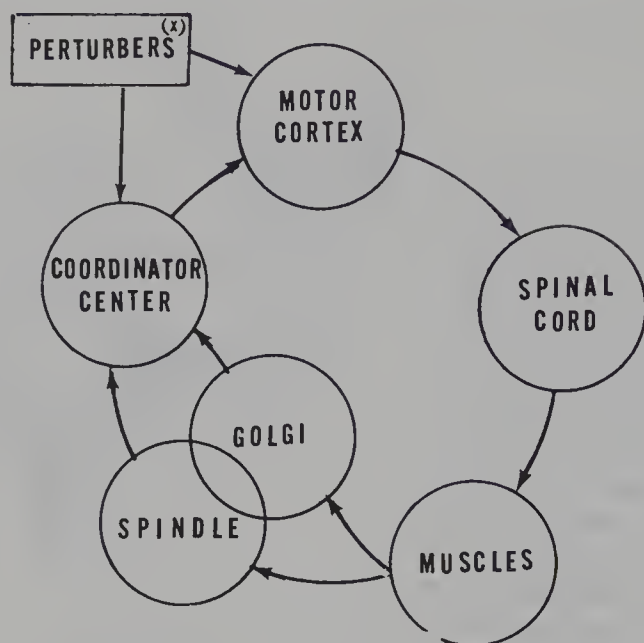 PERTURBERS(X)
MOTOR
CORTEX
COORDINATOR
CENTER
SPINAL
CORD
GOLGI
SPINDLE
MUSCLES